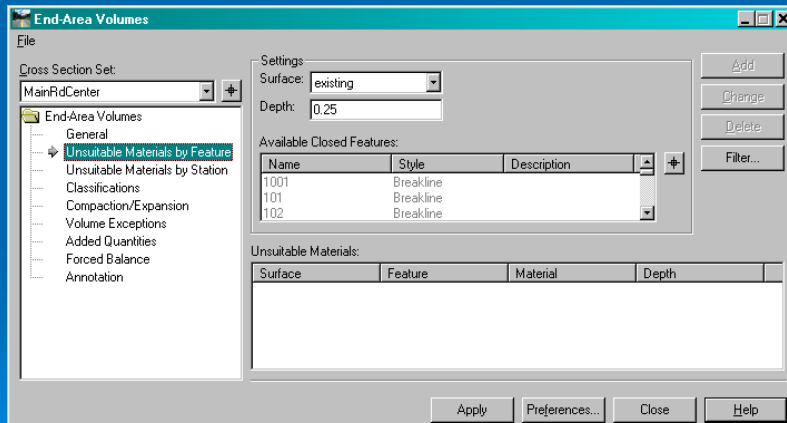 End-Area Volumes
File
Cross Section Set:
MainRdCenter
End-Area Volumes
General
Unsuitable Materials by Feature
Unsuitable Materials by Station
Classifications
Compaction/Expansion
Volume Exceptions
Added Quantities
Forced Balance
Annotation
Settings
Surface: existing
Depth: 0.25
Available Closed Features:
Name Style Description
1001 Breakline
101 Breakline
102 Breakline
Add
Change
Delete
Filter...
Unsuitable Materials:
Surface Feature Material Depth
Apply Preferences... Close Help